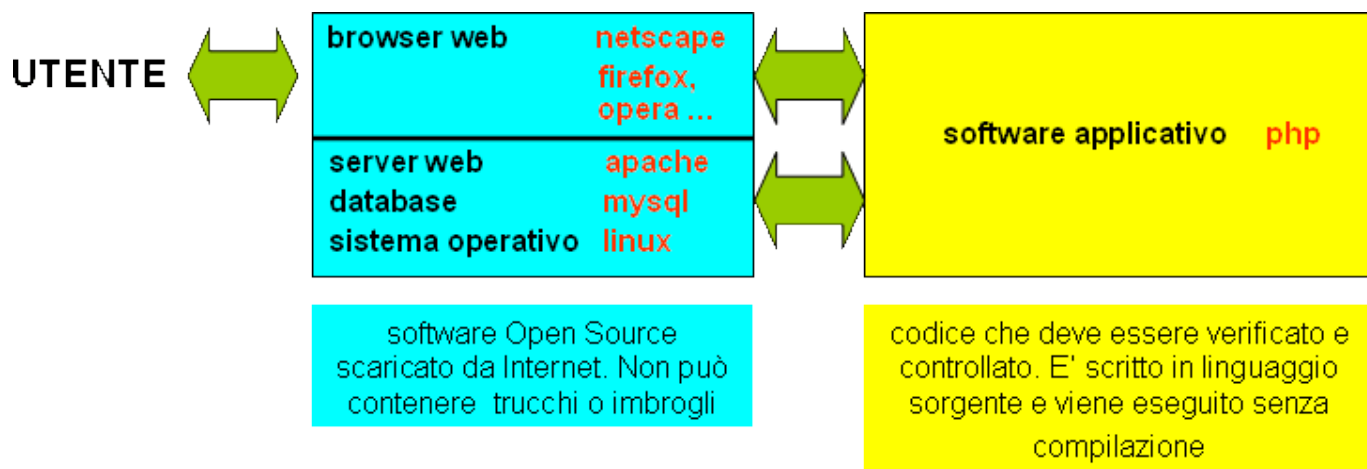 UTENTE
browser web netscape
firefox,
opera ...
server web apache
database mysql
sistema operativo linux
software applicativo php
software Open Source
scaricato da Internet. Non può
contenere trucchi o imbrogli
codice che deve essere verificato e
controllato. E' scritto in linguaggio
sorgente e viene eseguito senza
compilazione